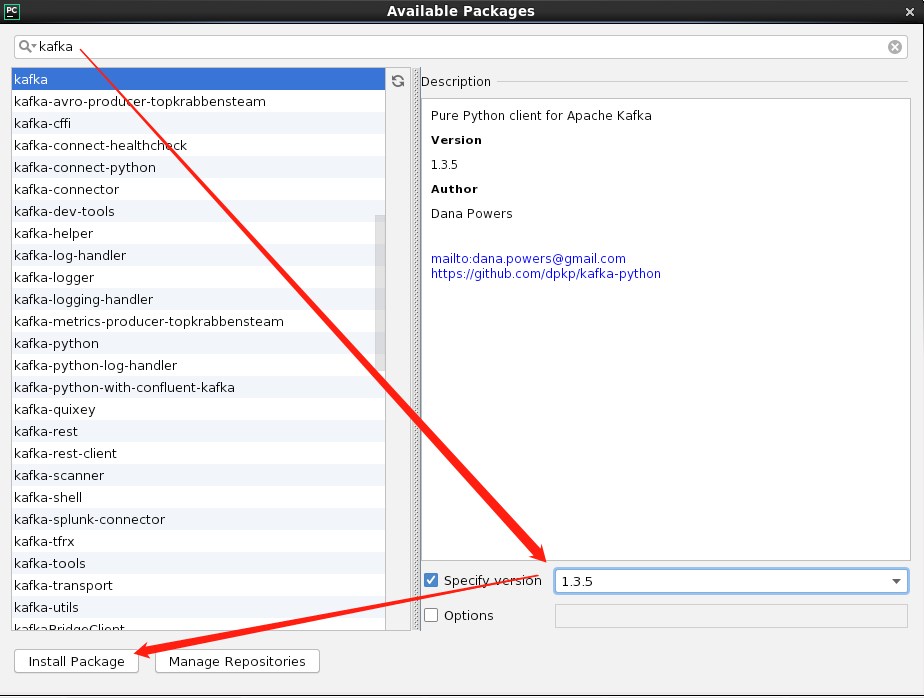 PC
Available Packages
kafka
kafka
kafka-avro-producer-topkrabbensteam
kafka-cffi
kafka-connect-healthcheck
kafka-connect-python
kafka-connector
kafka-dev-tools
kafka-helper
kafka-log-handler
kafka-logger
kafka-logging-handler
kafka-metrics-producer-topkrabbensteam
kafka-python
kafka-python-log-handler
kafka-python-with-confluent-kafka
kafka-quixey
kafka-rest
kafka-rest-client
kafka-scanner
kafka-shell
kafka-splunk-connector
kafka-tfrx
kafka-tools
kafka-transport
kafka-utils
kafkaBridgeClient
Description
Pure Python client for Apache Kafka
Version
1.3.5
Author
Dana Powers
mailto:dana.powers@gmail.com
https://github.com/dpkp/kafka-python
Specify version
1.3.5
Options
Install Package
Manage Repositories